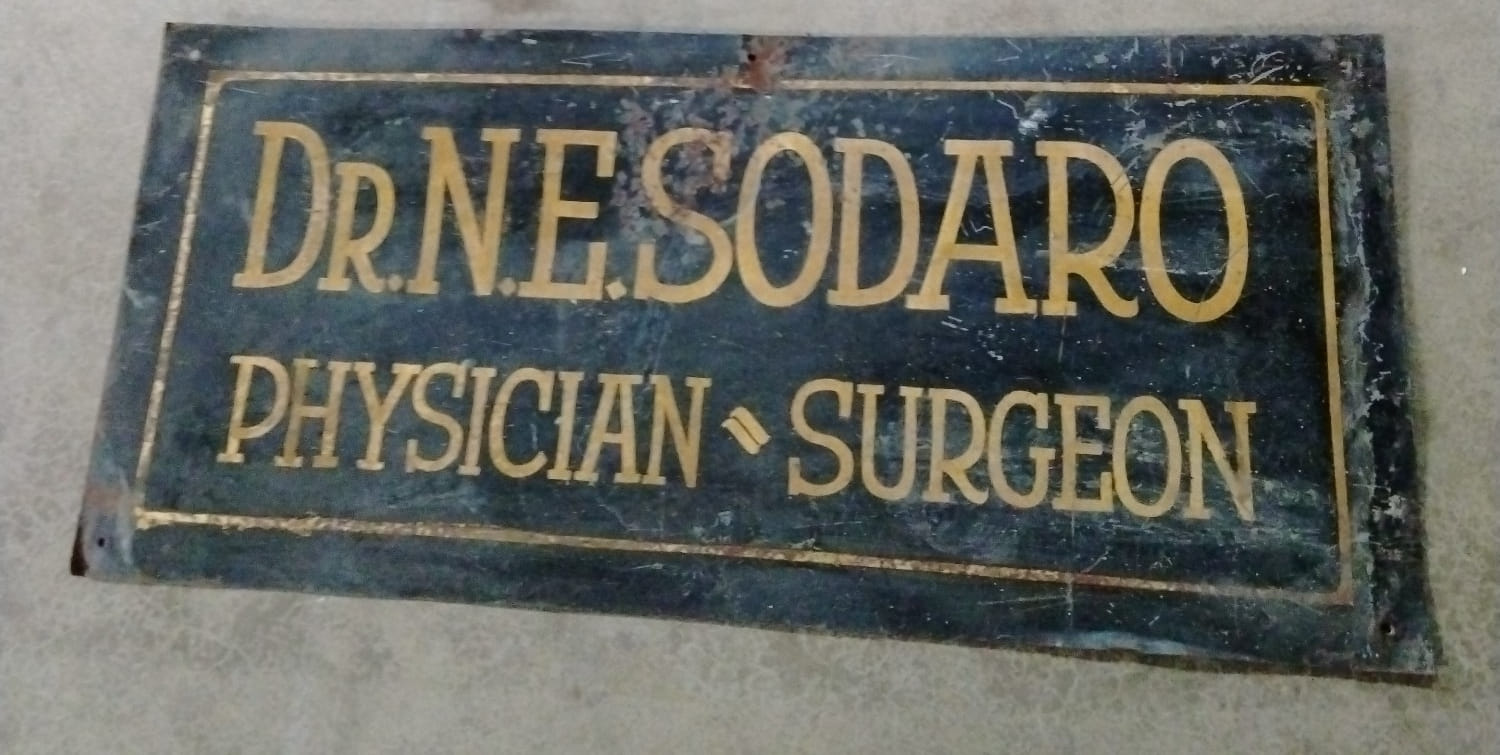 DR. N.E. SODARO
PHYSICIAN SURGEON